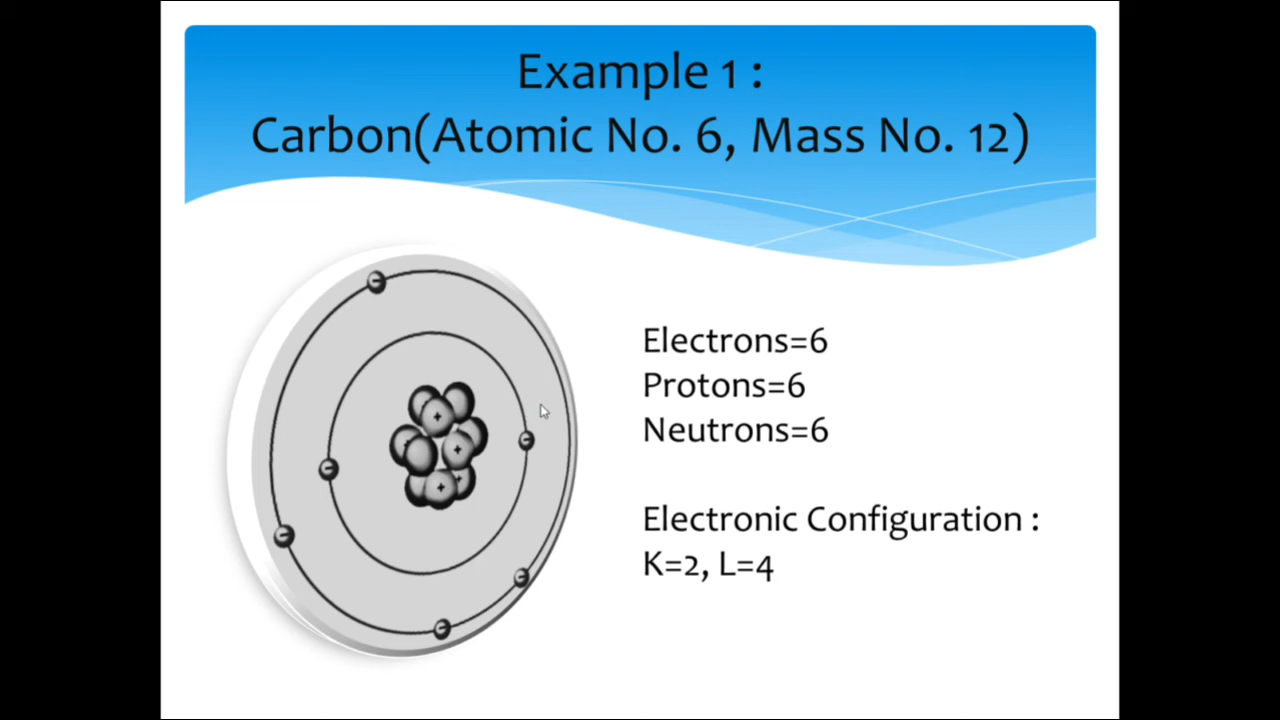 Example 1 :
Carbon(Atomic No. 6, Mass No. 12)
Electrons=6
Protons=6
Neutrons=6
Electronic Configuration :
K=2, L=4